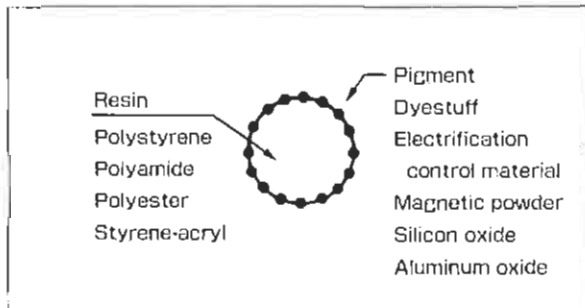 Resin
Polystyrene
Polyamide
Polyester
Styrene-acryl
Pigment
Dyestuff
Electrification
control material
Magnetic powder
Silicon oxide
Aluminum oxide